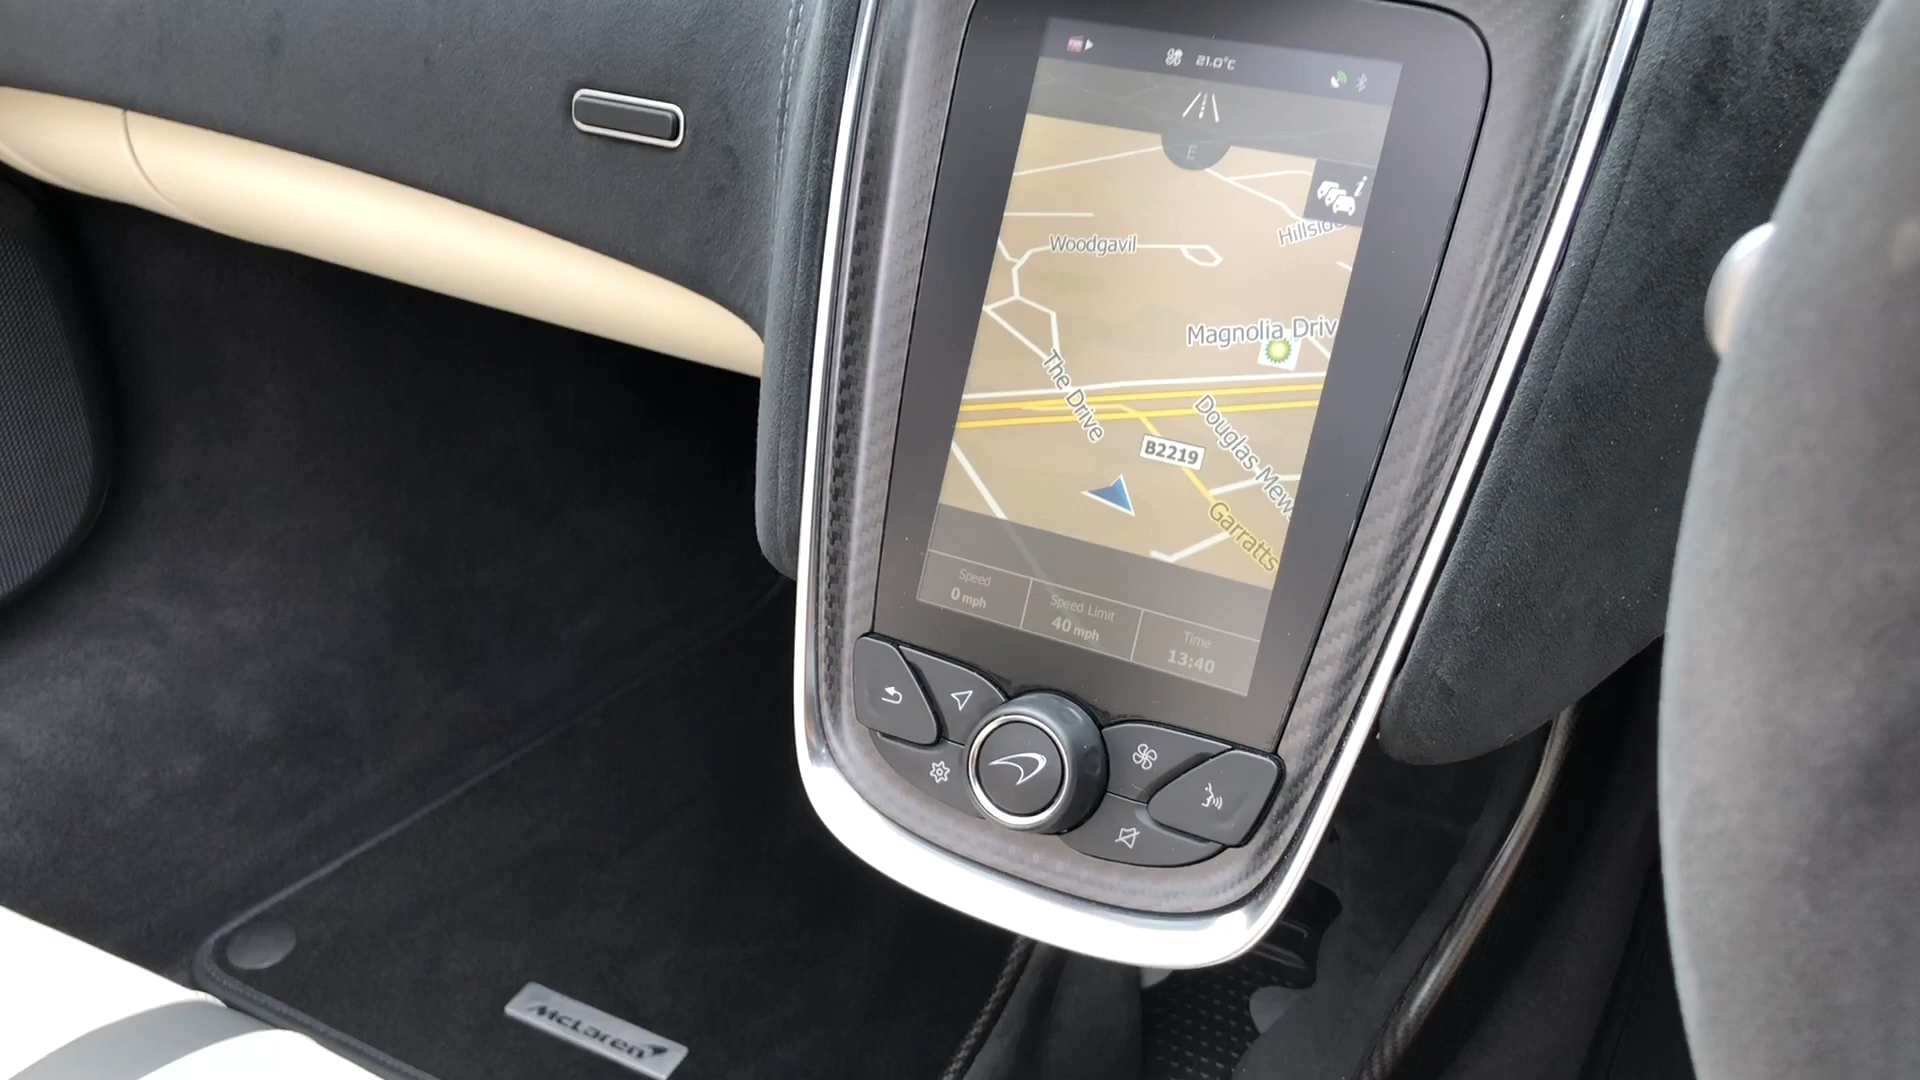 21.0°c
E
i
Woodgavil
Magnolia Driv
The Drive
Douglas Mews
B2219
Garratts
Speed
0 mph
Speed Limit
40 mph
Time
13:40
McLaren